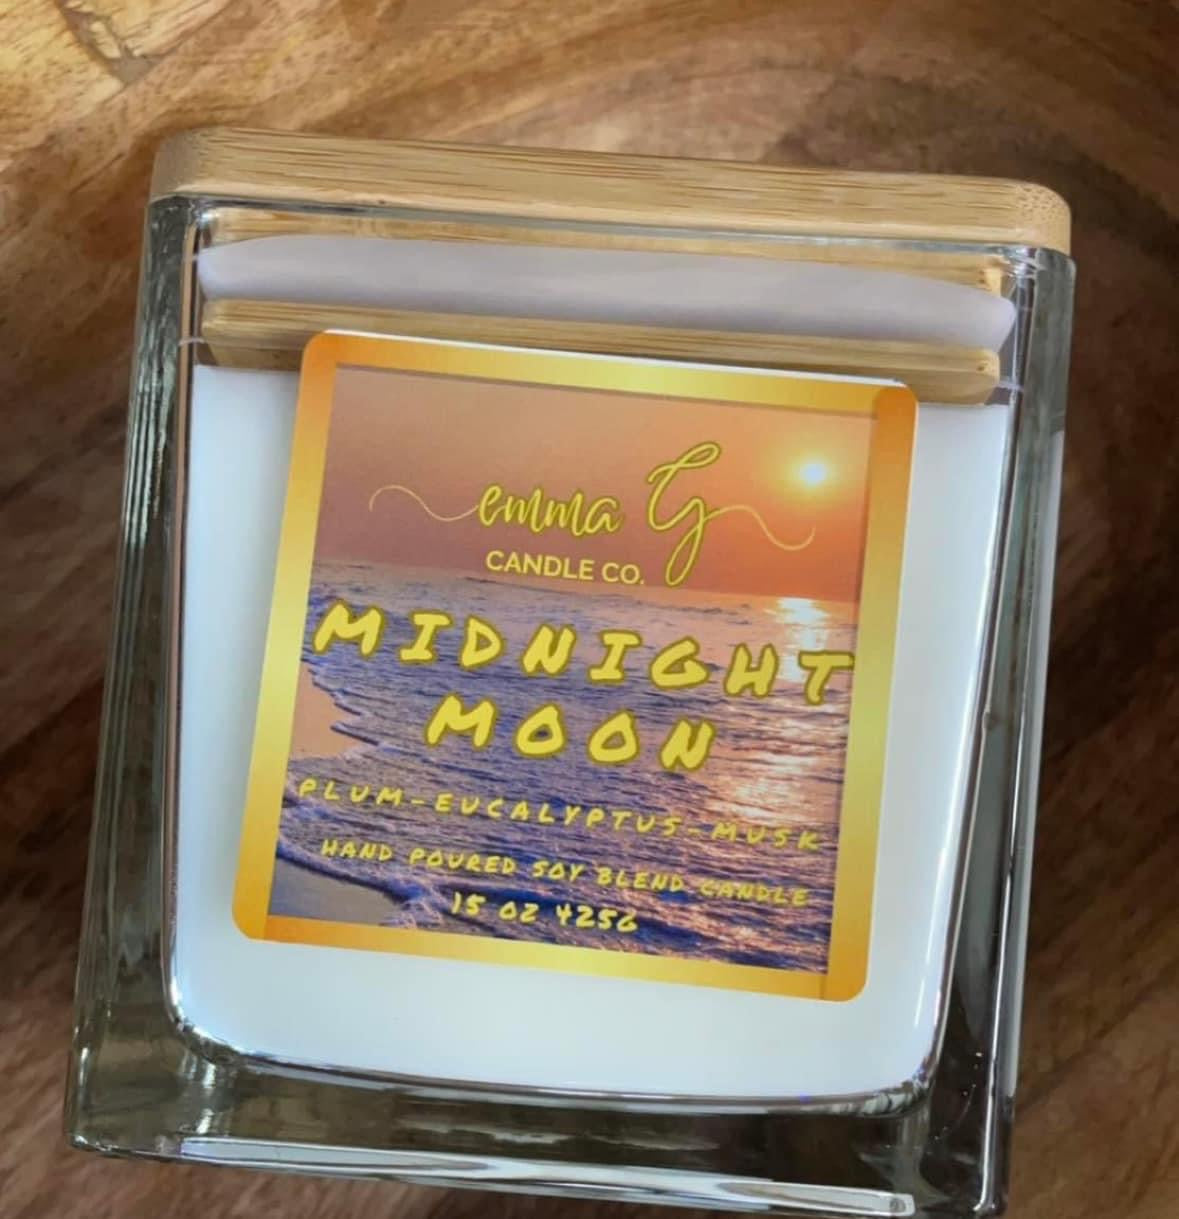 emma G
CANDLE CO.
MIDNIGHT
MOON
PLUM-EUCALYPTUS-MUSK
HAND POURED SOY BLEND CANDLE
15 OZ 425G